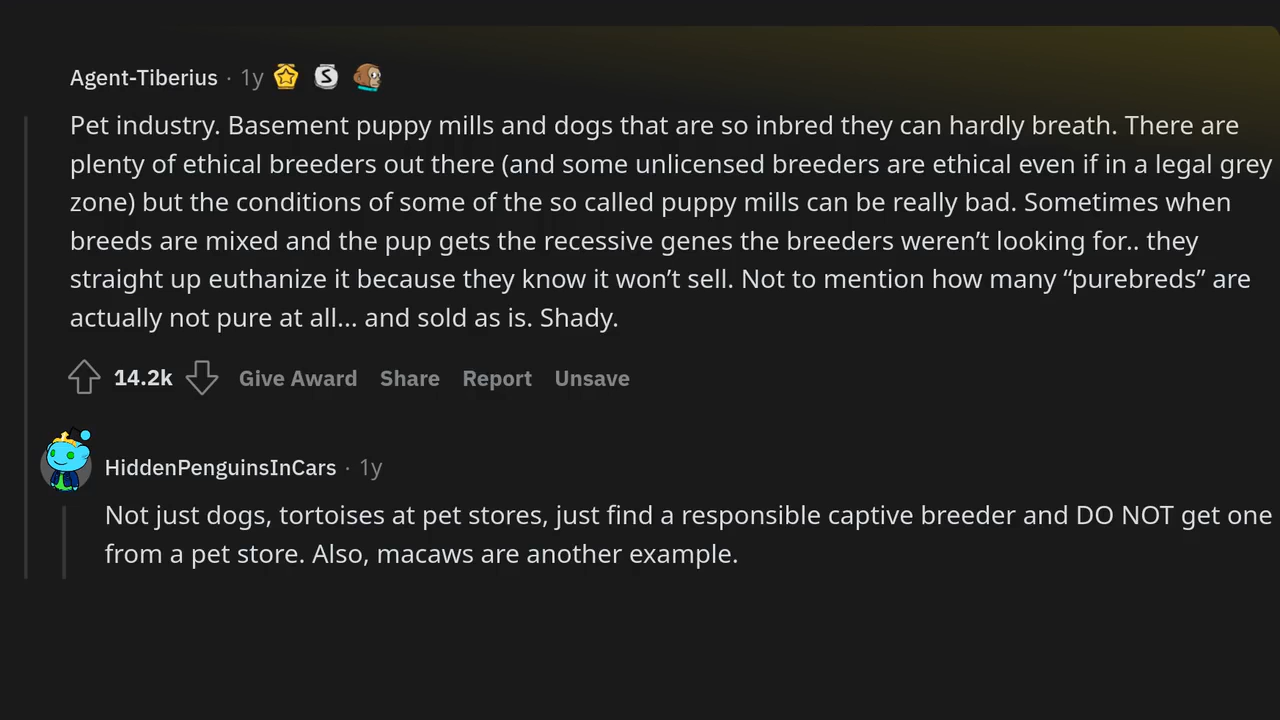 Agent-Tiberius · 1y
Pet industry. Basement puppy mills and dogs that are so inbred they can hardly breath. There are
plenty of ethical breeders out there (and some unlicensed breeders are ethical even if in a legal grey
zone) but the conditions of some of the so called puppy mills can be really bad. Sometimes when
breeds are mixed and the pup gets the recessive genes the breeders weren’t looking for.. they
straight up euthanize it because they know it won’t sell. Not to mention how many “purebreds” are
actually not pure at all... and sold as is. Shady.
14.2k Give Award Share Report Unsave
HiddenPenguinsInCars · 1y
Not just dogs, tortoises at pet stores, just find a responsible captive breeder and DO NOT get one
from a pet store. Also, macaws are another example.